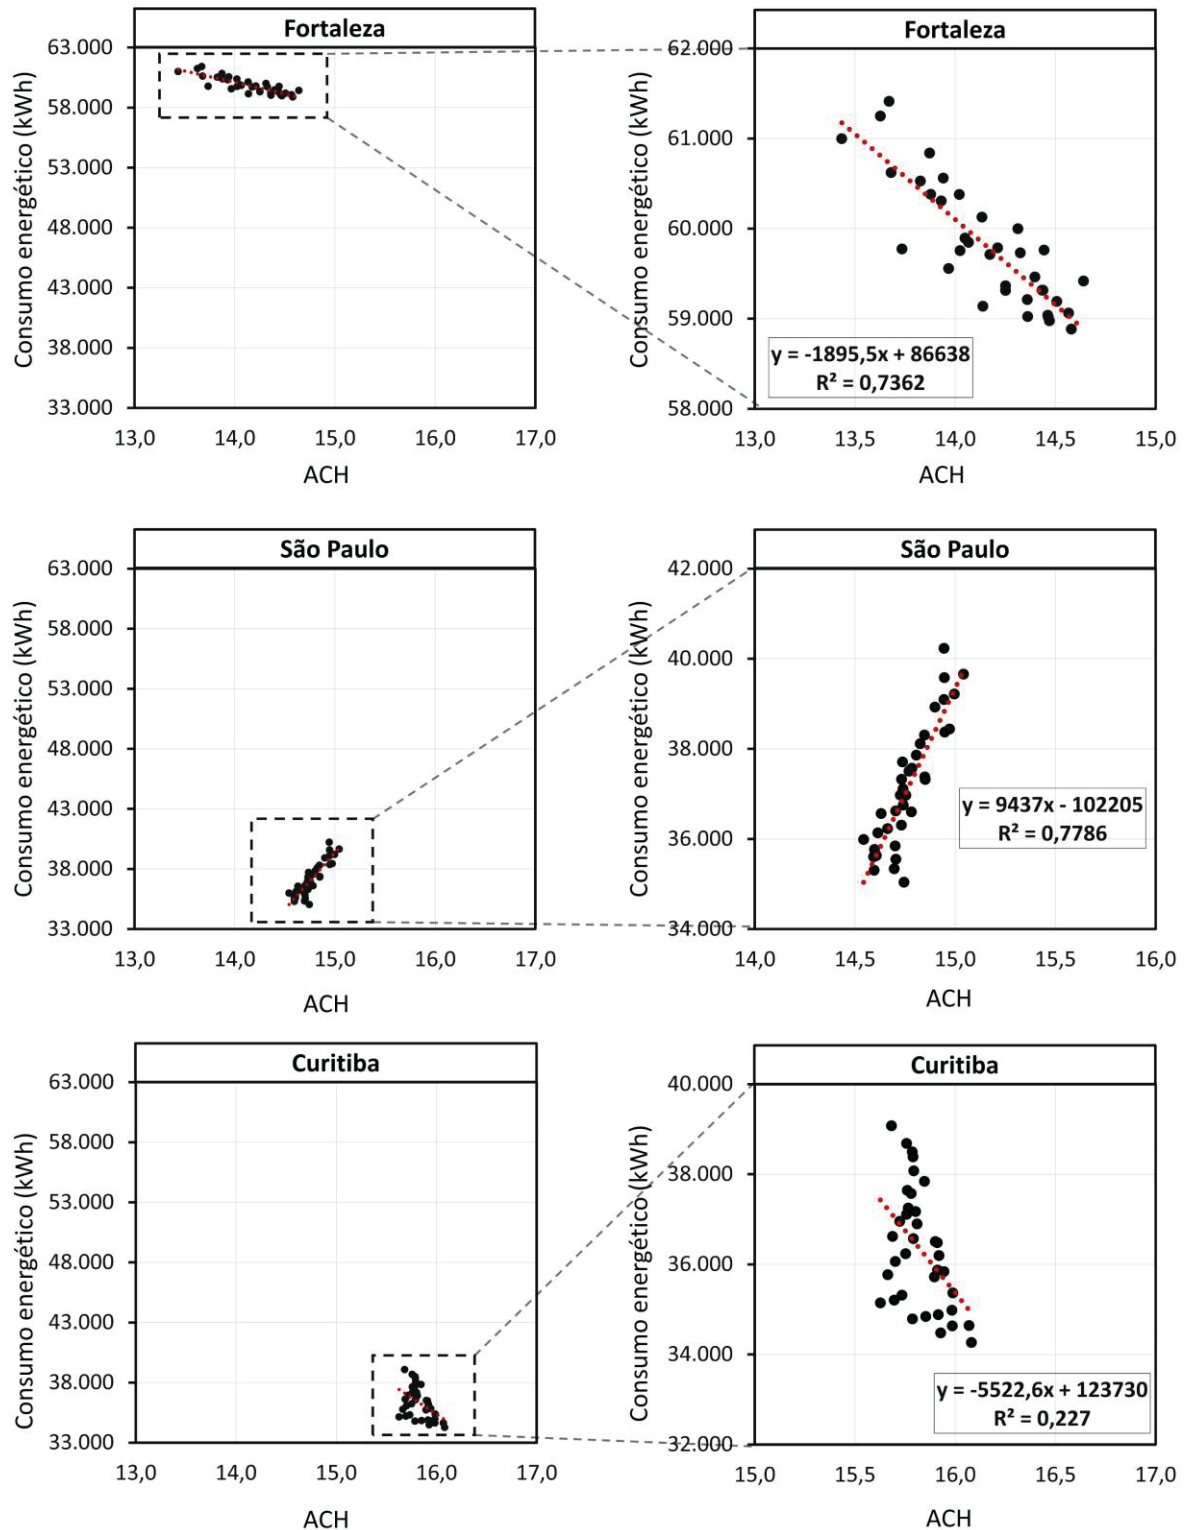 Fortaleza
63.000
58.000
53.000
48.000
43.000
38.000
33.000
Consumo energético (kWh)
13,0 14,0 15,0 16,0 17,0
ACH
Fortaleza
62.000
61.000
60.000
59.000
58.000
Consumo energético (kWh)
y = -1895,5x + 86638
R² = 0,7362
13,0 13,5 14,0 14,5 15,0
ACH
São Paulo
63.000
58.000
53.000
48.000
43.000
38.000
33.000
Consumo energético (kWh)
13,0 14,0 15,0 16,0 17,0
ACH
São Paulo
42.000
40.000
38.000
36.000
34.000
Consumo energético (kWh)
y = 9437x - 102205
R² = 0,7786
14,0 14,5 15,0 15,5 16,0
ACH
Curitiba
63.000
58.000
53.000
48.000
43.000
38.000
33.000
Consumo energético (kWh)
13,0 14,0 15,0 16,0 17,0
ACH
Curitiba
40.000
38.000
36.000
34.000
32.000
Consumo energético (kWh)
y = -5522,6x + 123730
R² = 0,227
15,0 15,5 16,0 16,5 17,0
ACH